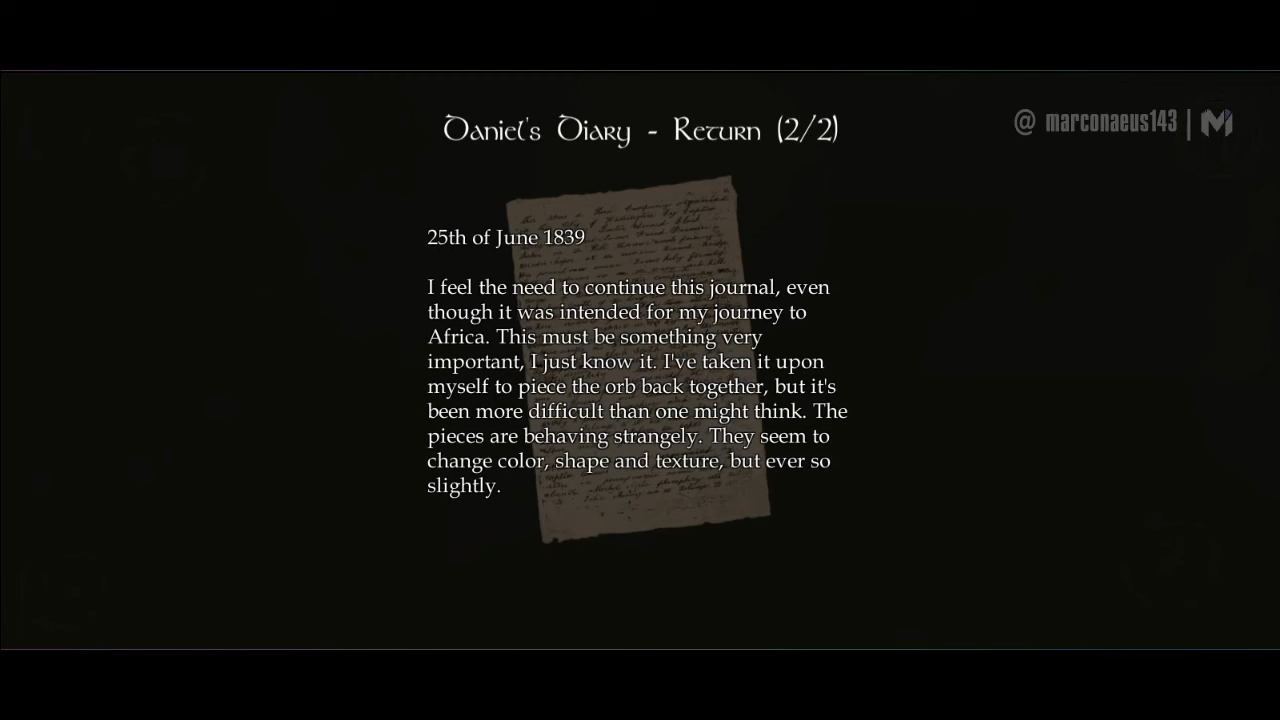 Daniel's Diary - Return (2/2)
@ marconaeus143 | M
25th of June 1839
I feel the need to continue this journal, even
though it was intended for my journey to
Africa. This must be something very
important, I just know it. I've taken it upon
myself to piece the orb back together, but it's
been more difficult than one might think. The
pieces are behaving strangely. They seem to
change color, shape and texture, but ever so
slightly.